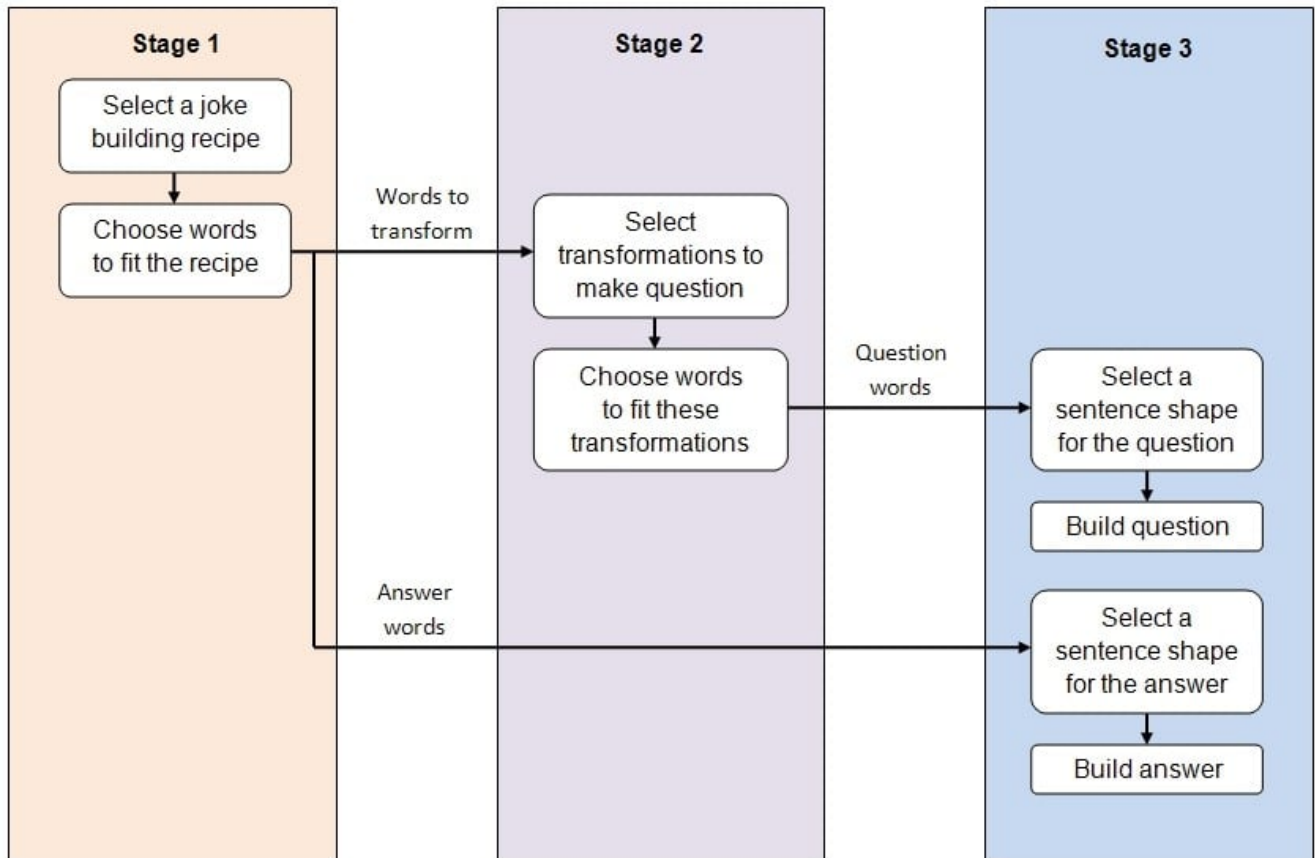 Stage 1
Select a joke
building recipe
Choose words
to fit the recipe
Words to
transform
Answer
words
Stage 2
Select
transformations to
make question
Choose words
to fit these
transformations
Question
words
Stage 3
Select a
sentence shape
for the question
Build question
Select a
sentence shape
for the answer
Build answer